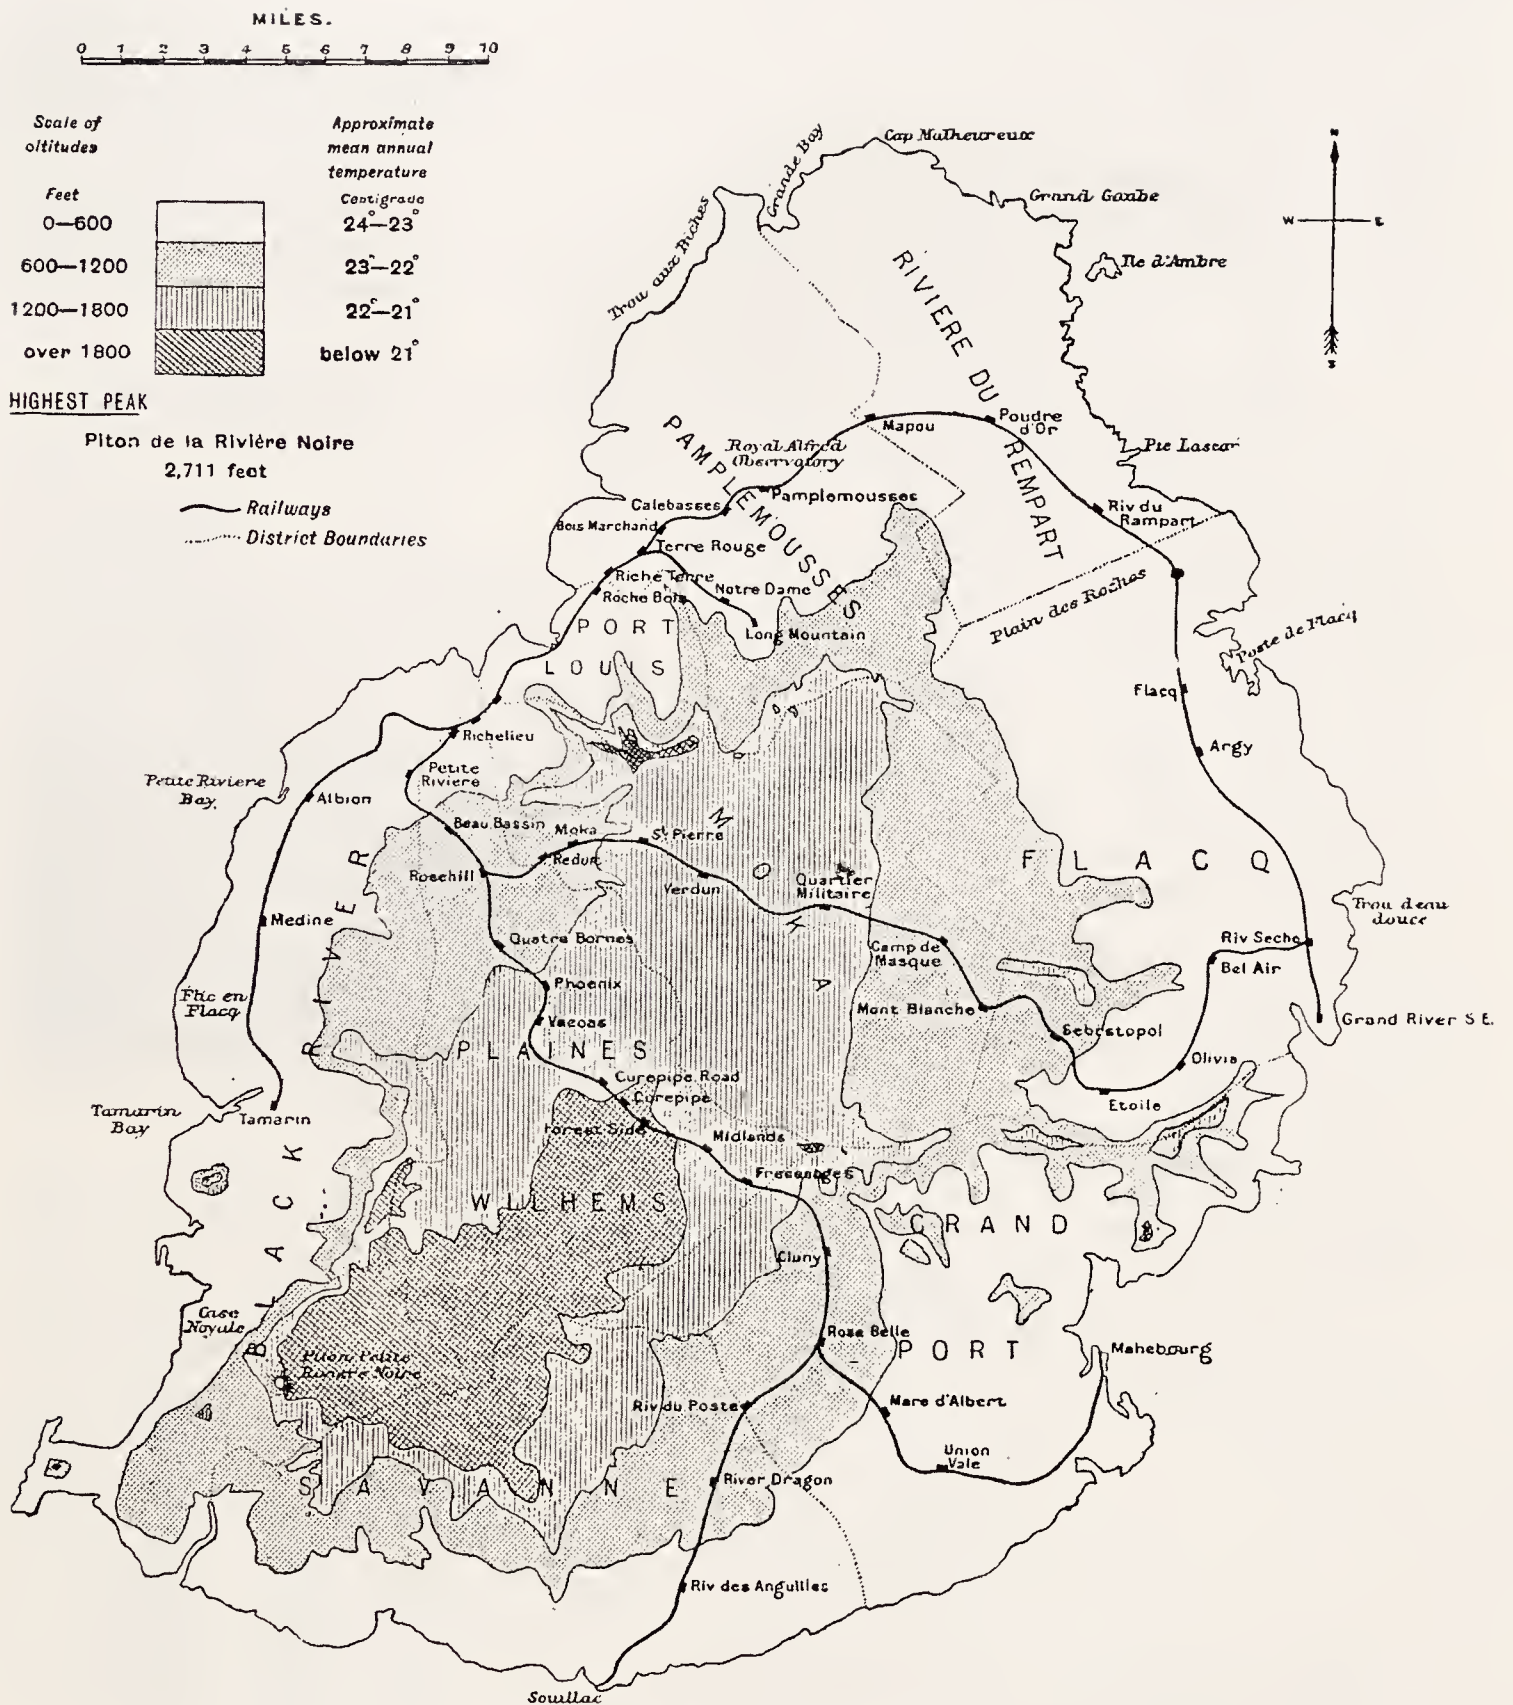 MILES.
0 1 2 3 4 5 6 7 8 9 10
Scale of
altitudes
Feet
0—600
600—1200
1200—1800
over 1800
Approximate
mean annual
temperature
Centigrade
24°—23°
23°—22°
22°—21°
below 21°
HIGHEST PEAK
Piton de la Rivière Noire
2,711 feet
Railways
District Boundaries
N
W
E
S
Cap Malheureux
Grande Bay
Grand Gaube
Ile d'Ambre
Trou aux Biches
RIVIERE DU REMPART
Poudre
d'Or
Mapou
Pte Lascar
PAMPLEMOUSSES
Royal Alfred
Observatory
Pamplemousses
Calebasses
Bois Marchand
Terre Rouge
Riv du
Rampart
Riche Terre
Roche Bois
Notre Dame
Long Mountain
Plain des Roches
Poste de Flacq
PORT
LOUIS
Flacq
Argy
Richelieu
Petite
Riviere
Petite Riviere
Bay.
Albion
Beau Bassin
Moka
St Pierre
Reduit
Rosehill
Verdun
Quartier
Militaire
MOKA
FLACQ
Trou d'eau
douce
Medine
Quatre Bornes
Camp de
Masque
Riv Seche
Bel Air
Phoenix
Flic en
Flacq
Vacoas
Mont Blanche
Sebastopol
Grand River S E.
PLAINES
Olivia
Curepipe Road
Curepipe
Etoile
Tamarin
Bay
Tamarin
Forest Side
Midlands
BLACK RIVER
WILHEMS
GRAND
Cluny
Case
Noyale
Rose Belle
PORT
Mahebourg
Piton Petite
Riviere Noire
Riv du Poste
Mare d'Albert
Union
Vale
SAVANNE
River Dragon
Riv des Anguilles
Souillac